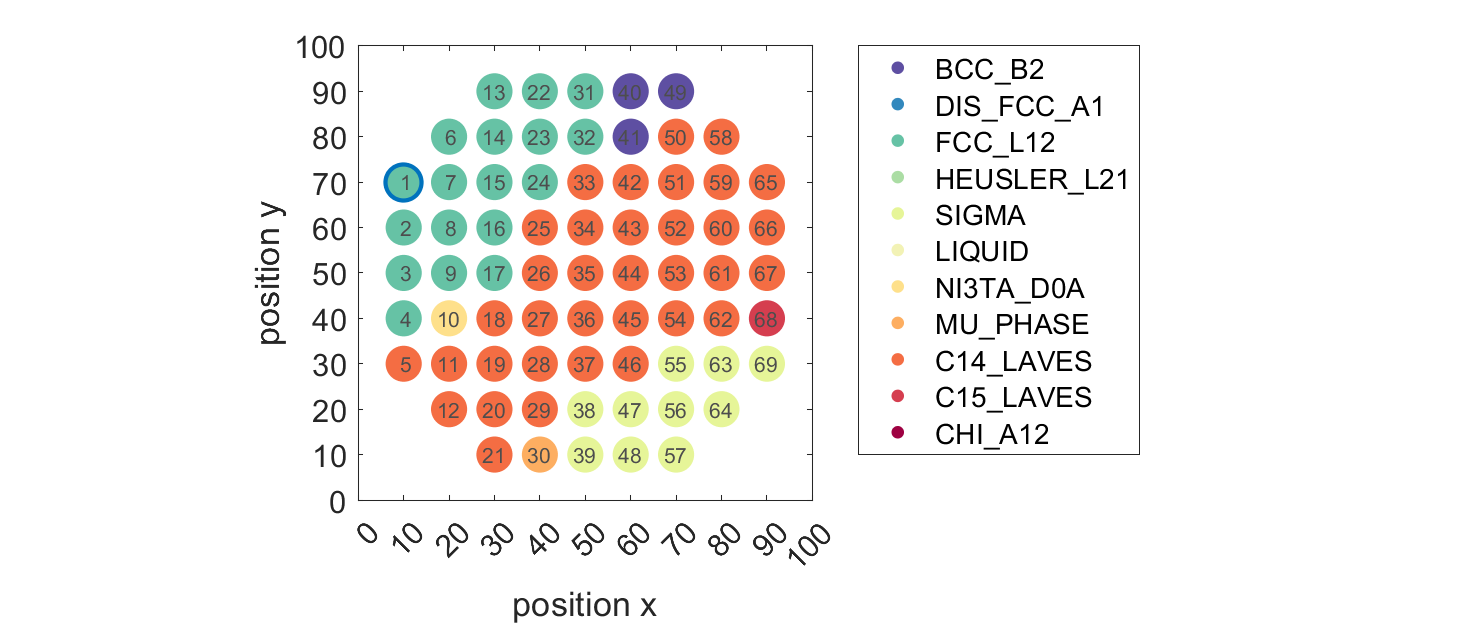 100
90
80
70
60
50
40
30
20
10
0
position y
13 22 31 40 49
6 14 23 32 41 50 58
1 7 15 24 33 42 51 59 65
2 8 16 25 34 43 52 60 66
3 9 17 26 35 44 53 61 67
4 10 18 27 36 45 54 62 68
5 11 19 28 37 46 55 63 69
12 20 29 38 47 56 64
21 30 39 48 57
0 10 20 30 40 50 60 70 80 90 100
position x
BCC_B2
DIS_FCC_A1
FCC_L12
HEUSLER_L21
SIGMA
LIQUID
NI3TA_D0A
MU_PHASE
C14_LAVES
C15_LAVES
CHI_A12